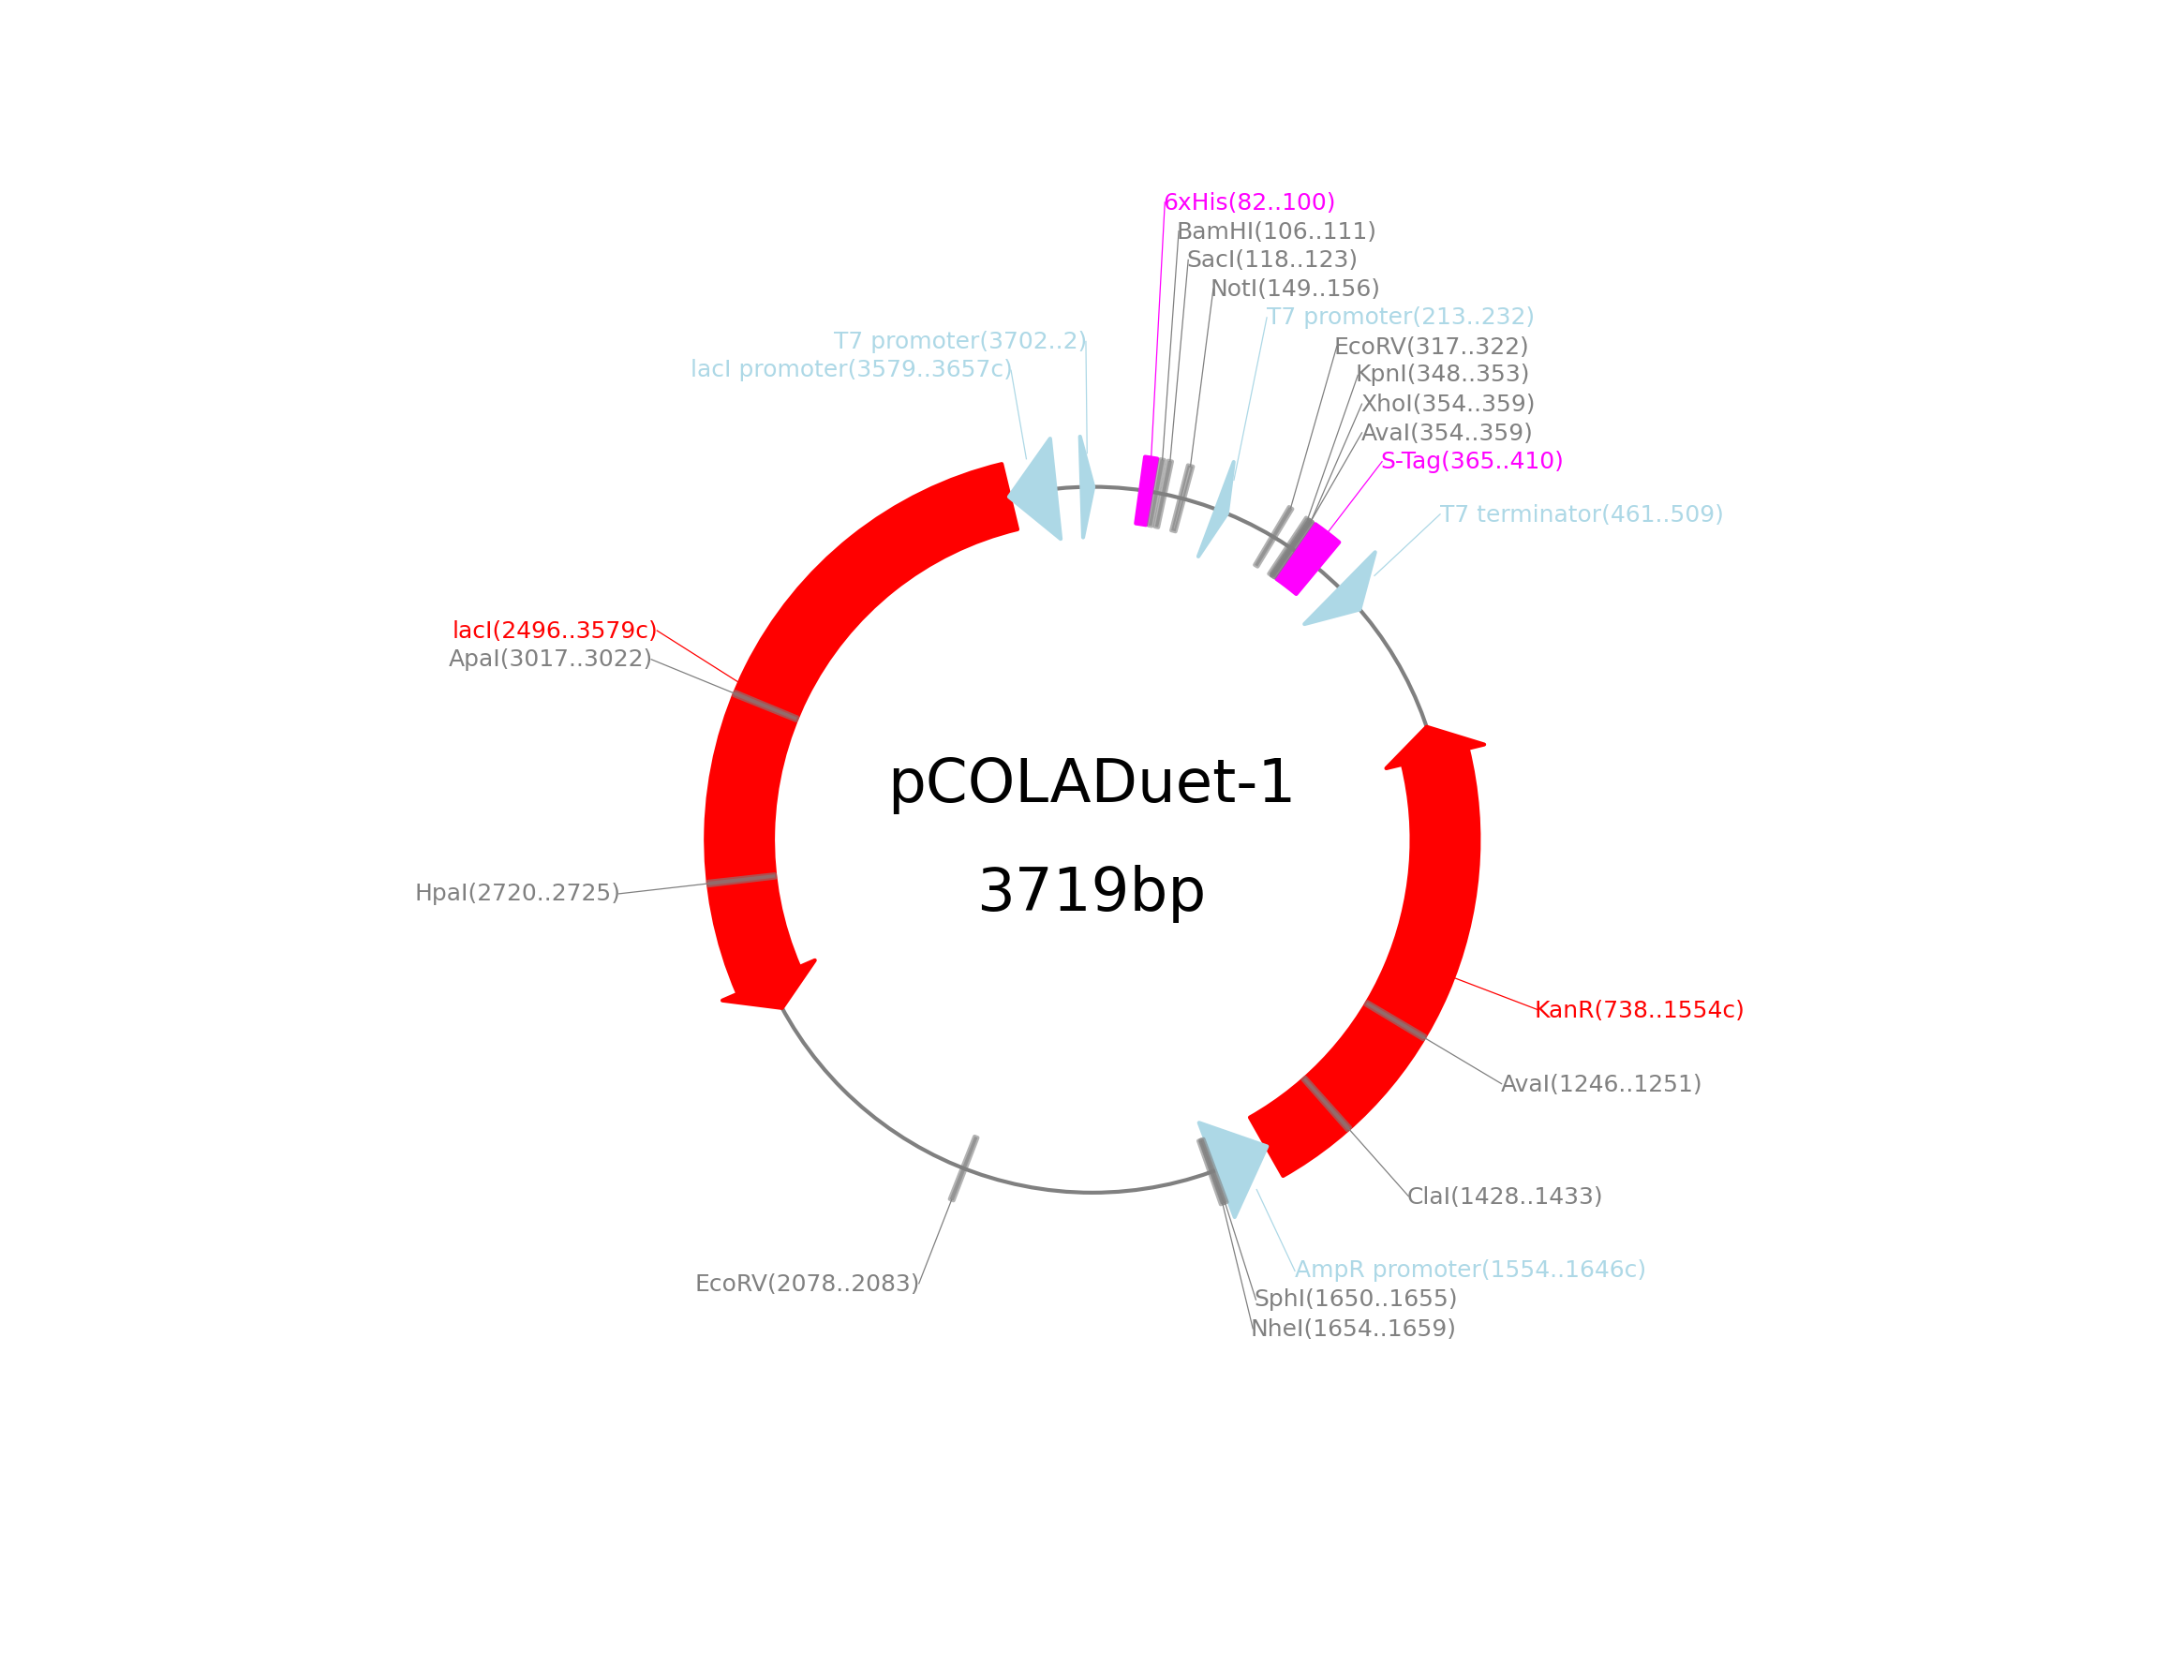 6xHis(82..100)
BamHI(106..111)
SacI(118..123)
NotI(149..156)
T7 promoter(213..232)
T7 promoter(3702..2)
EcoRV(317..322)
lacI promoter(3579..3657c)
KpnI(348..353)
XhoI(354..359)
AvaI(354..359)
S-Tag(365..410)
T7 terminator(461..509)
lacI(2496..3579c)
ApaI(3017..3022)
pCOLADuet-1
3719bp
HpaI(2720..2725)
KanR(738..1554c)
AvaI(1246..1251)
ClaI(1428..1433)
AmpR promoter(1554..1646c)
EcoRV(2078..2083)
SphI(1650..1655)
NheI(1654..1659)